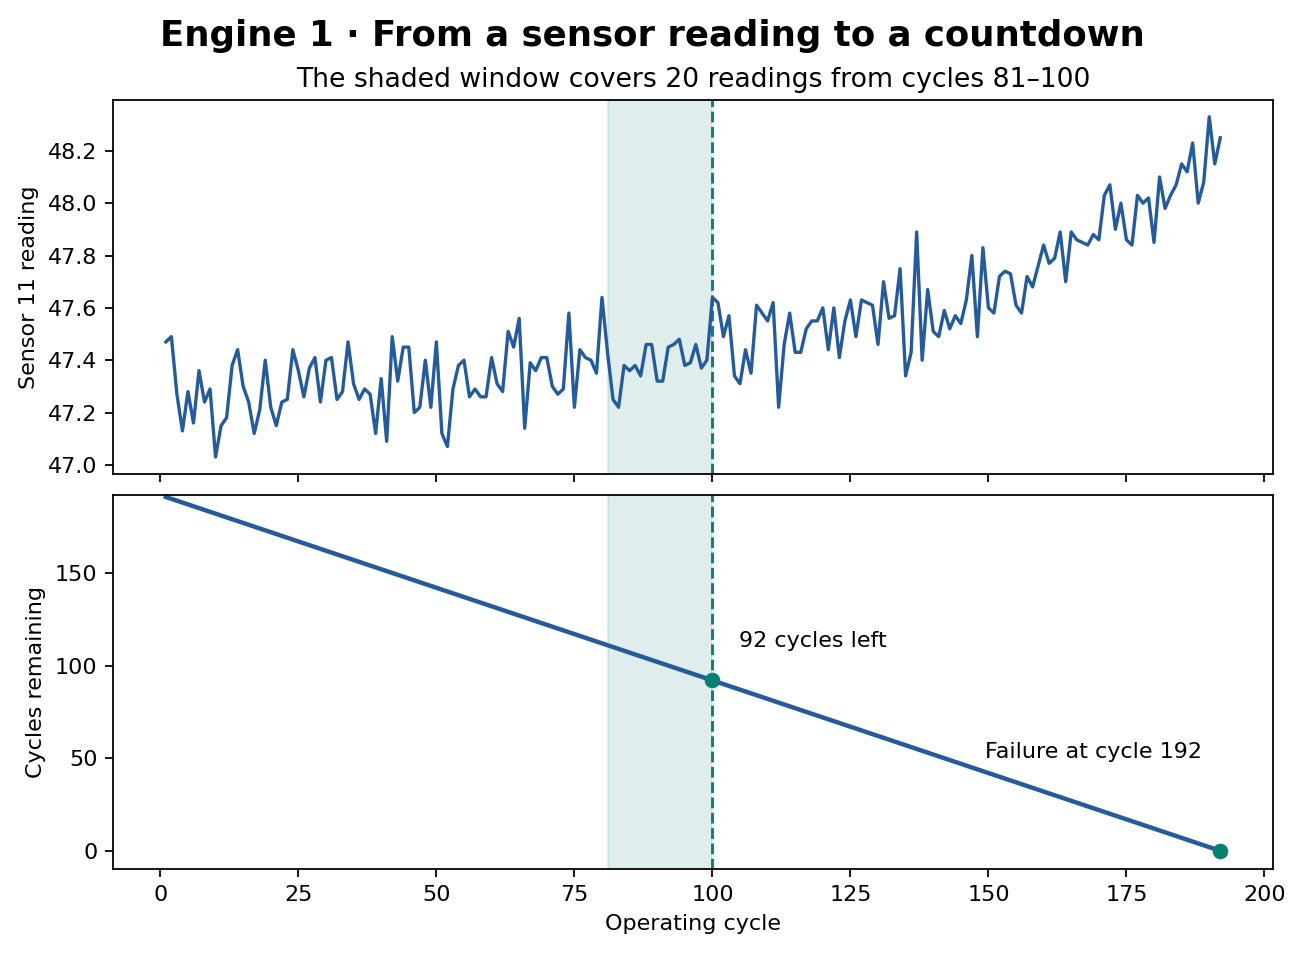 Engine 1 · From a sensor reading to a countdown
The shaded window covers 20 readings from cycles 81–100
Sensor 11 reading
48.2
48.0
47.8
47.6
47.4
47.2
47.0
Cycles remaining
150
100
50
0
92 cycles left
Failure at cycle 192
0 25 50 75 100 125 150 175 200
Operating cycle